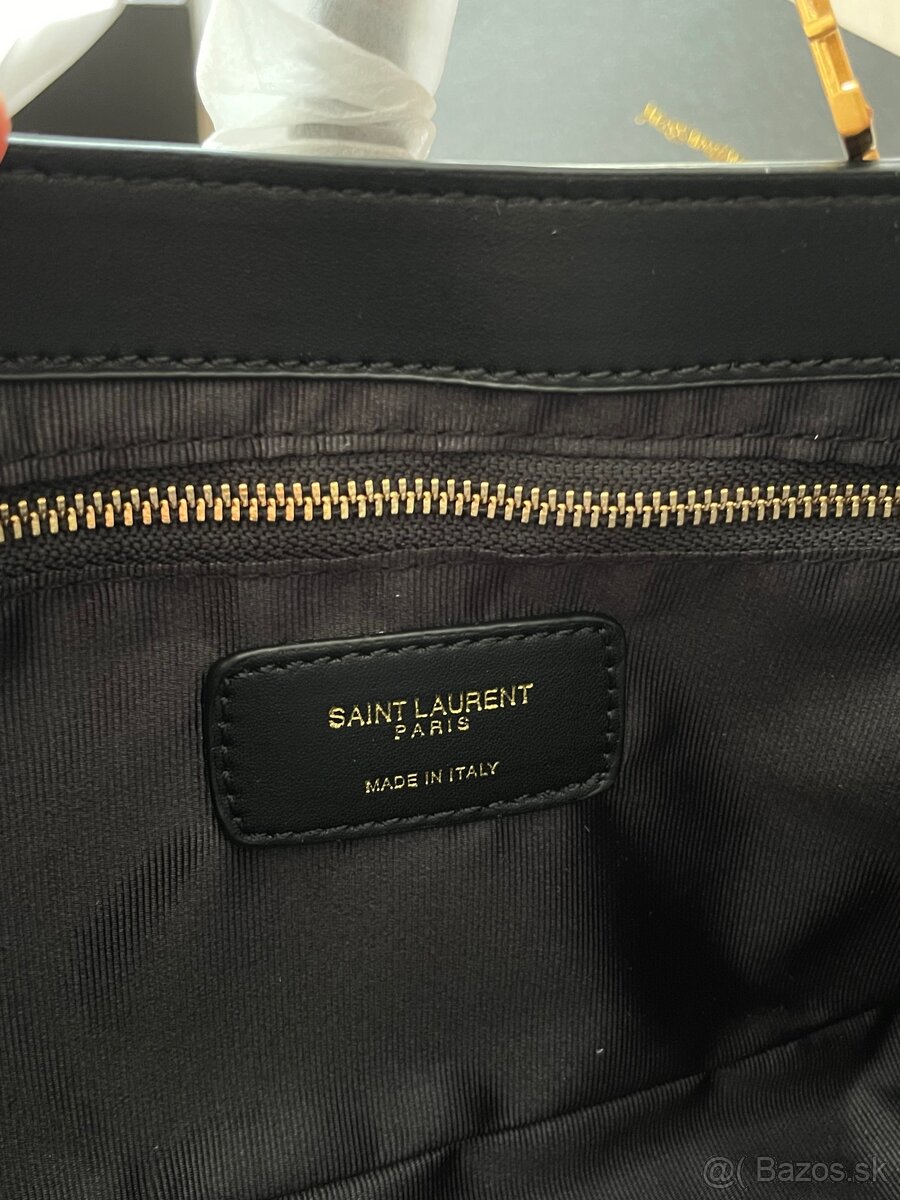 SAINT LAURENT
PARIS
MADE IN ITALY
@( Bazos.sk